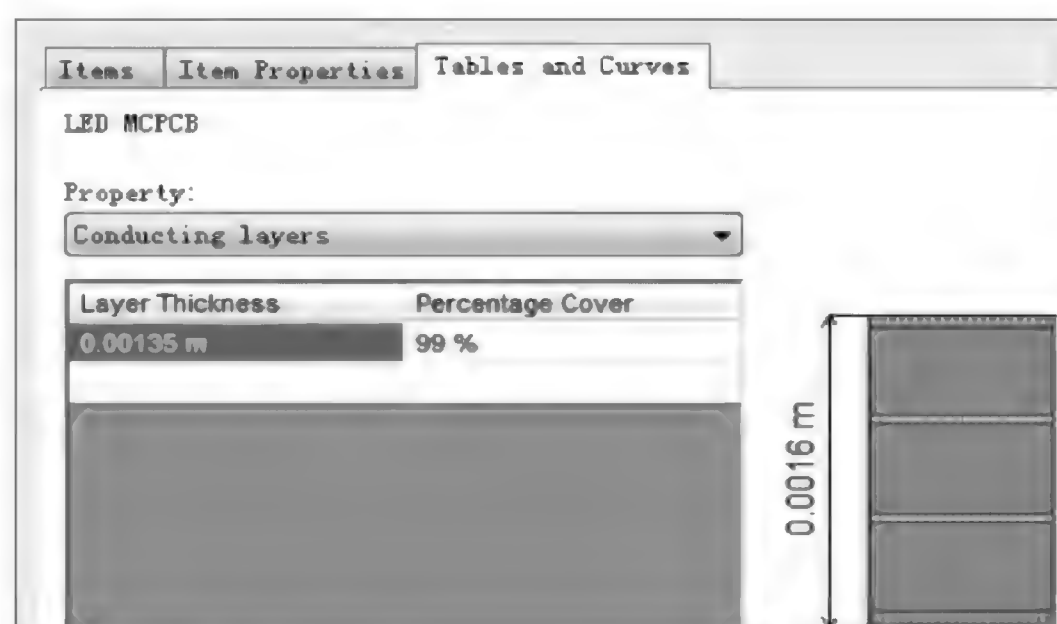 Items Item Properties Tables and Curves
LED MCPCB
Property:
Conducting layers
Layer Thickness Percentage Cover
0.00135 m 99 %
0.0016 m